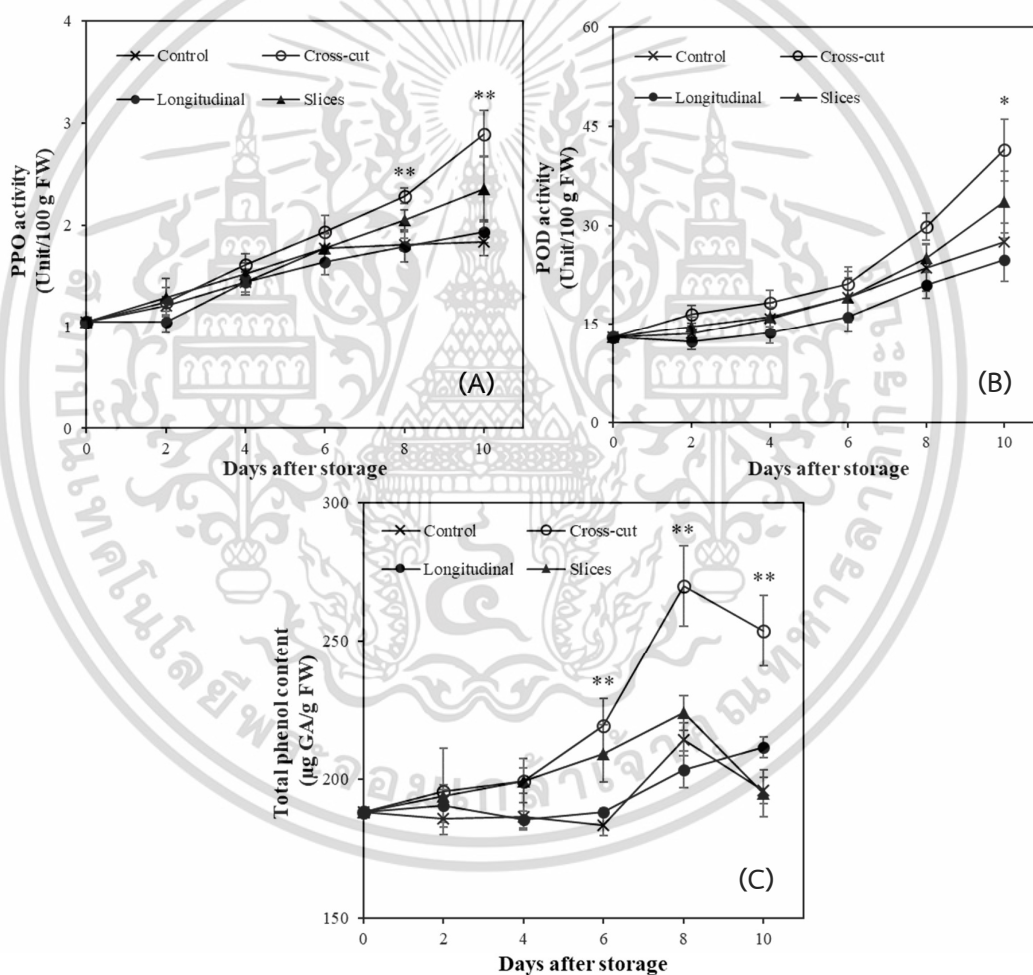 4
3
2
1
0
PPO activity
(Unit/100 g FW)
Control
Cross-cut
Longitudinal
Slices
**
**
(A)
0 2 4 6 8 10
Days after storage
60
45
30
15
0
POD activity
(Unit/100 g FW)
Control
Cross-cut
Longitudinal
Slices
*
(B)
0 2 4 6 8 10
Days after storage
300
250
200
150
Total phenol content
(µg GA/g FW)
Control
Cross-cut
Longitudinal
Slices
**
**
**
(C)
0 2 4 6 8 10
Days after storage